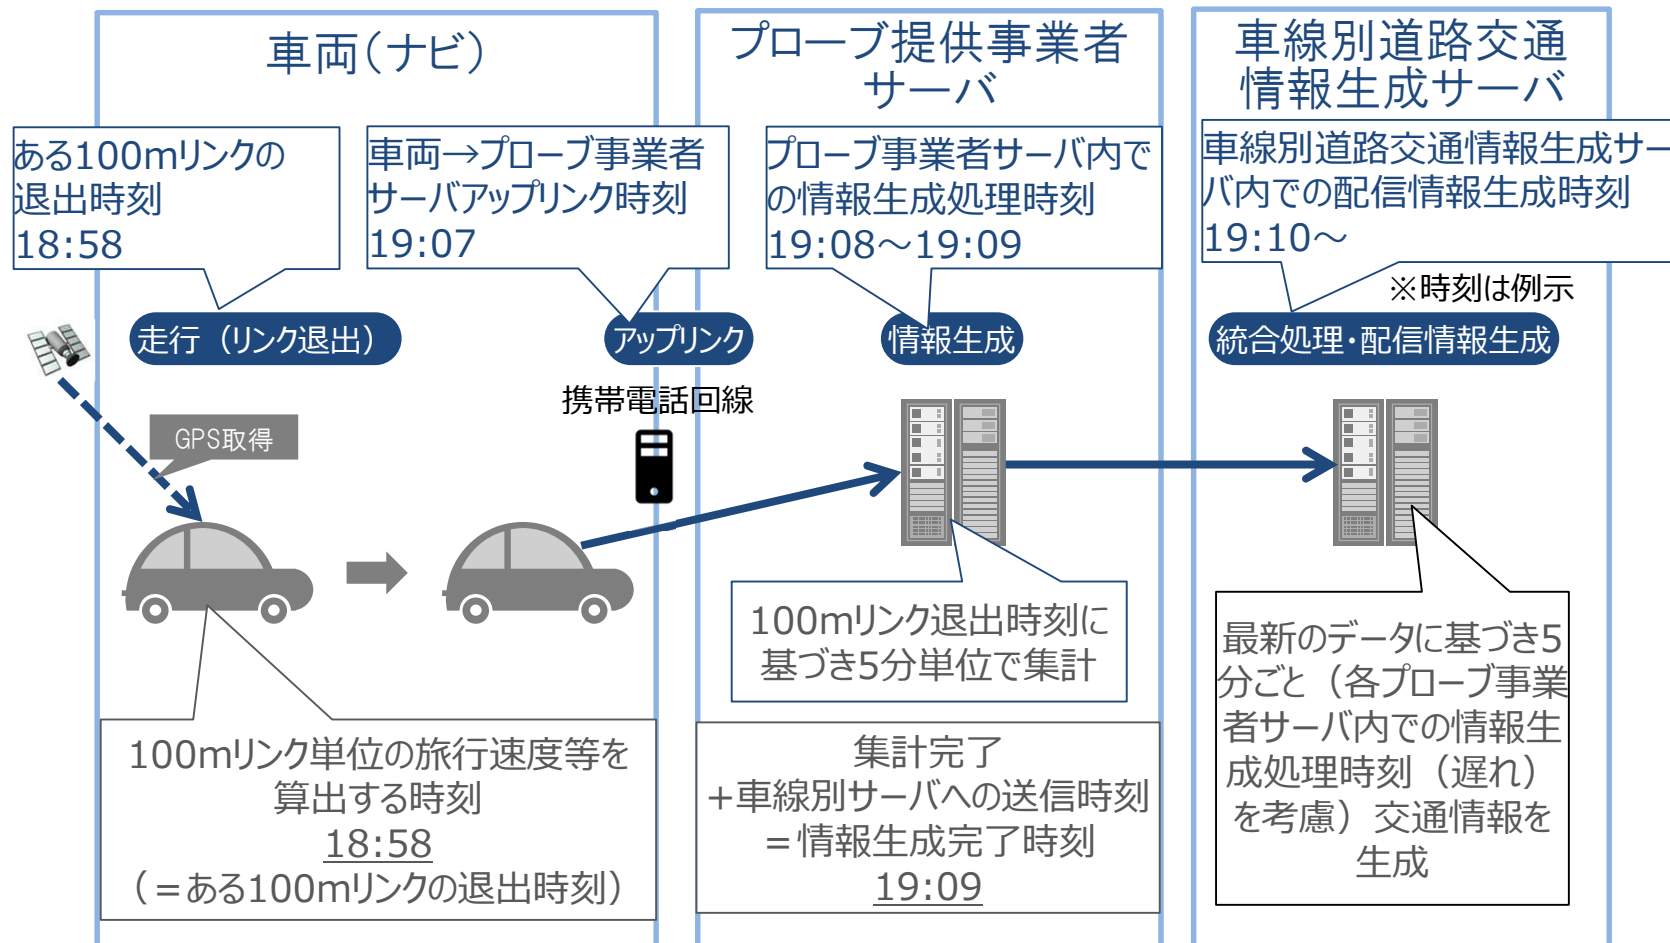 車両(ナビ)
プローブ提供事業者
サーバ
車線別道路交通
情報生成サーバ
ある100mリンクの
退出時刻
18:58
車両→プローブ事業者
サーバアップリンク時刻
19:07
プローブ事業者サーバ内で
の情報生成処理時刻
19:08～19:09
車線別道路交通情報生成サー
バ内での配信情報生成時刻
19:10～
※時刻は例示
走行（リンク退出）
アップリンク
情報生成
統合処理・配信情報生成
携帯電話回線
GPS取得
100mリンク退出時刻に
基づき5分単位で集計
最新のデータに基づき5
分ごと（各プローブ事業
者サーバ内での情報生
成処理時刻（遅れ）
を考慮）交通情報を
生成
100mリンク単位の旅行速度等を
算出する時刻
18:58
（＝ある100mリンクの退出時刻）
集計完了
+車線別サーバへの送信時刻
＝情報生成完了時刻
19:09